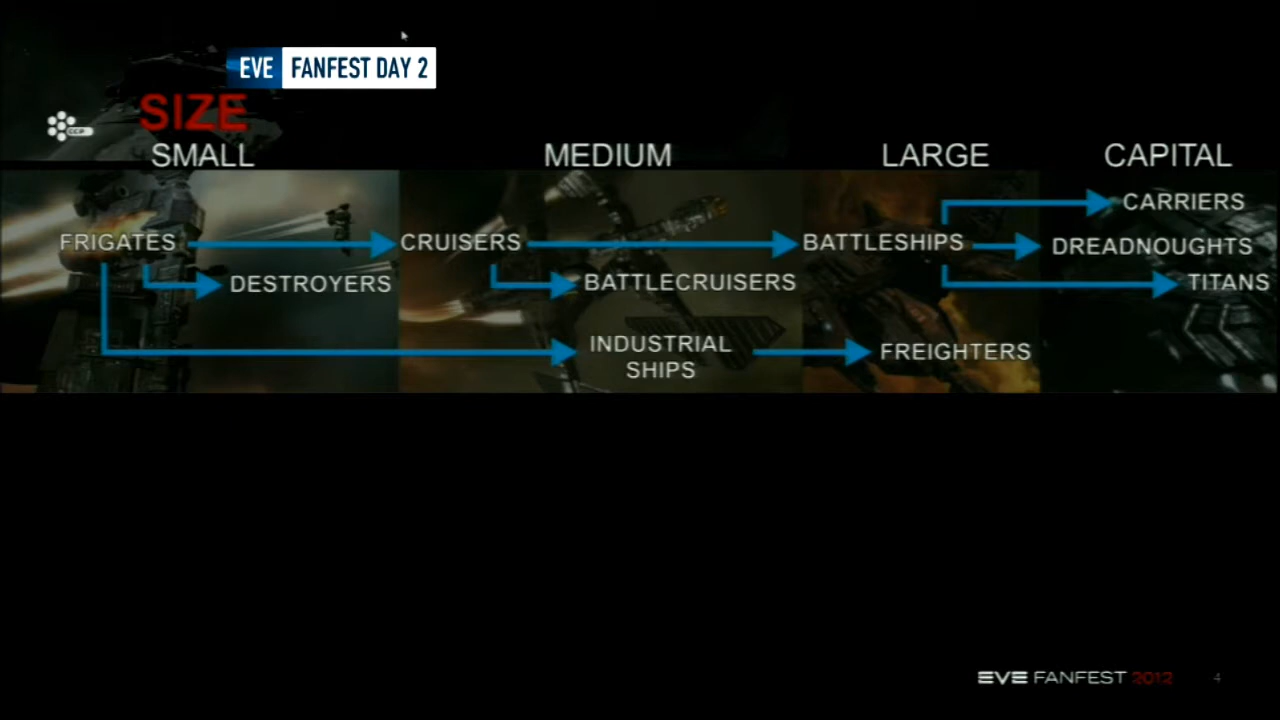 EVE FANFEST DAY 2
SIZE
CCP
SMALL MEDIUM LARGE CAPITAL
CARRIERS
FRIGATES CRUISERS BATTLESHIPS DREADNOUGHTS
DESTROYERS BATTLECRUISERS TITANS
INDUSTRIAL
SHIPS
FREIGHTERS
EVE FANFEST 2012 4